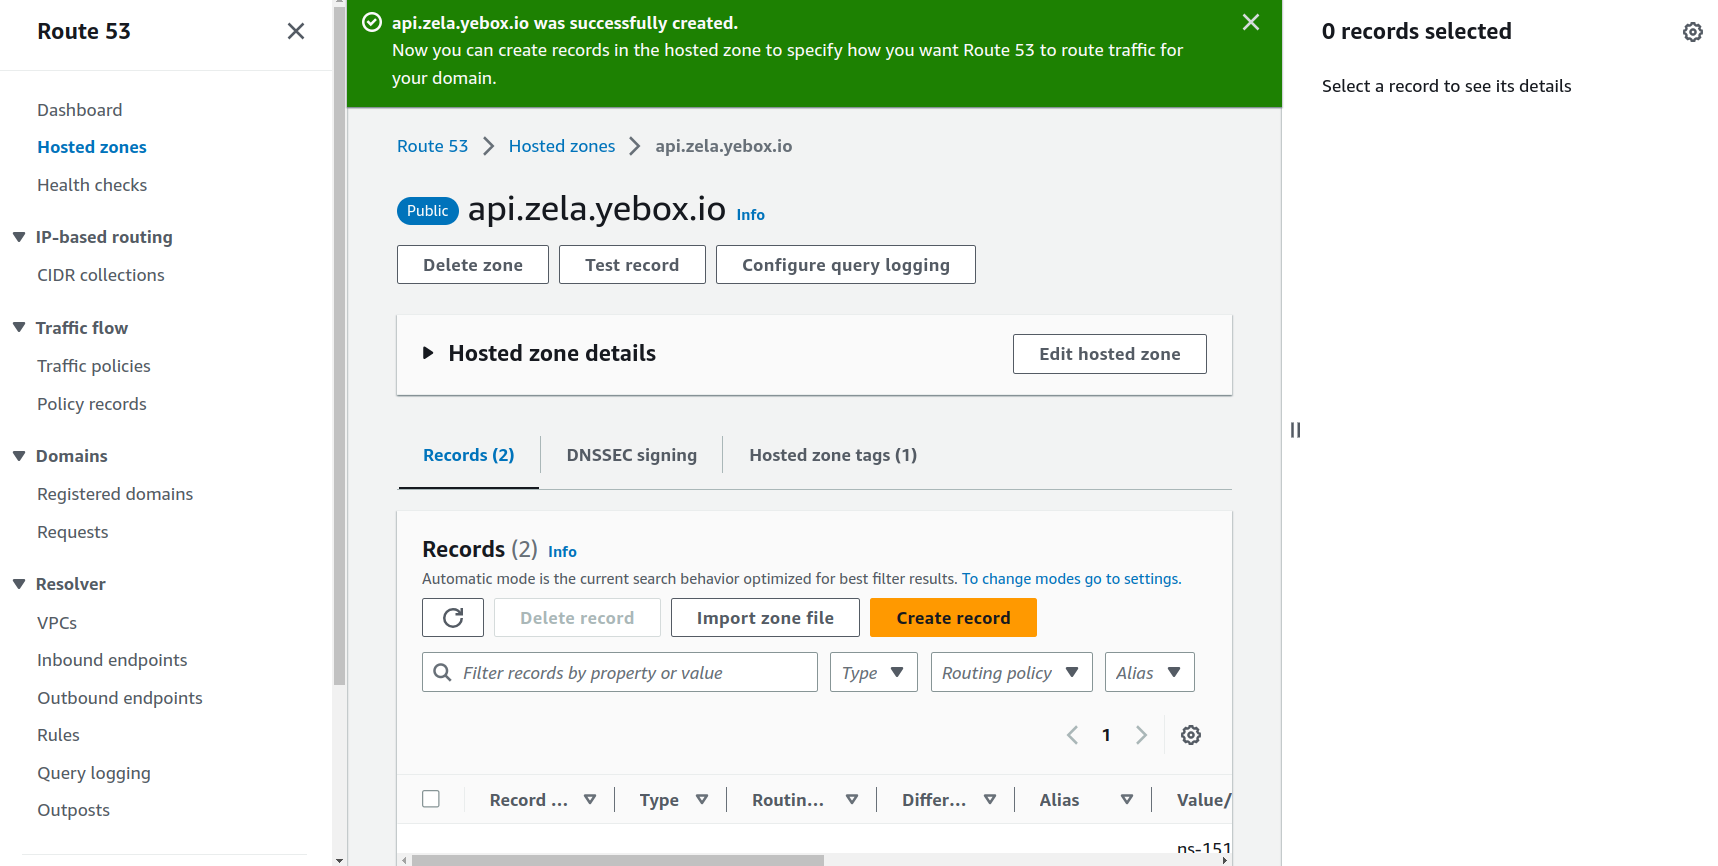 Route 53
Dashboard
Hosted zones
Health checks
IP-based routing
CIDR collections
Traffic flow
Traffic policies
Policy records
Domains
Registered domains
Requests
Resolver
VPCs
Inbound endpoints
Outbound endpoints
Rules
Query logging
Outposts
api.zela.yebox.io was successfully created.
Now you can create records in the hosted zone to specify how you want Route 53 to route traffic for
your domain.
Route 53 Hosted zones api.zela.yebox.io
Public api.zela.yebox.io Info
Delete zone Test record Configure query logging
Hosted zone details Edit hosted zone
Records (2) DNSSEC signing Hosted zone tags (1)
Records (2) Info
Automatic mode is the current search behavior optimized for best filter results. To change modes go to settings.
Delete record Import zone file Create record
Filter records by property or value Type Routing policy Alias
1
Record ... Type Routin... Differ... Alias Value/
ns-151
0 records selected
Select a record to see its details